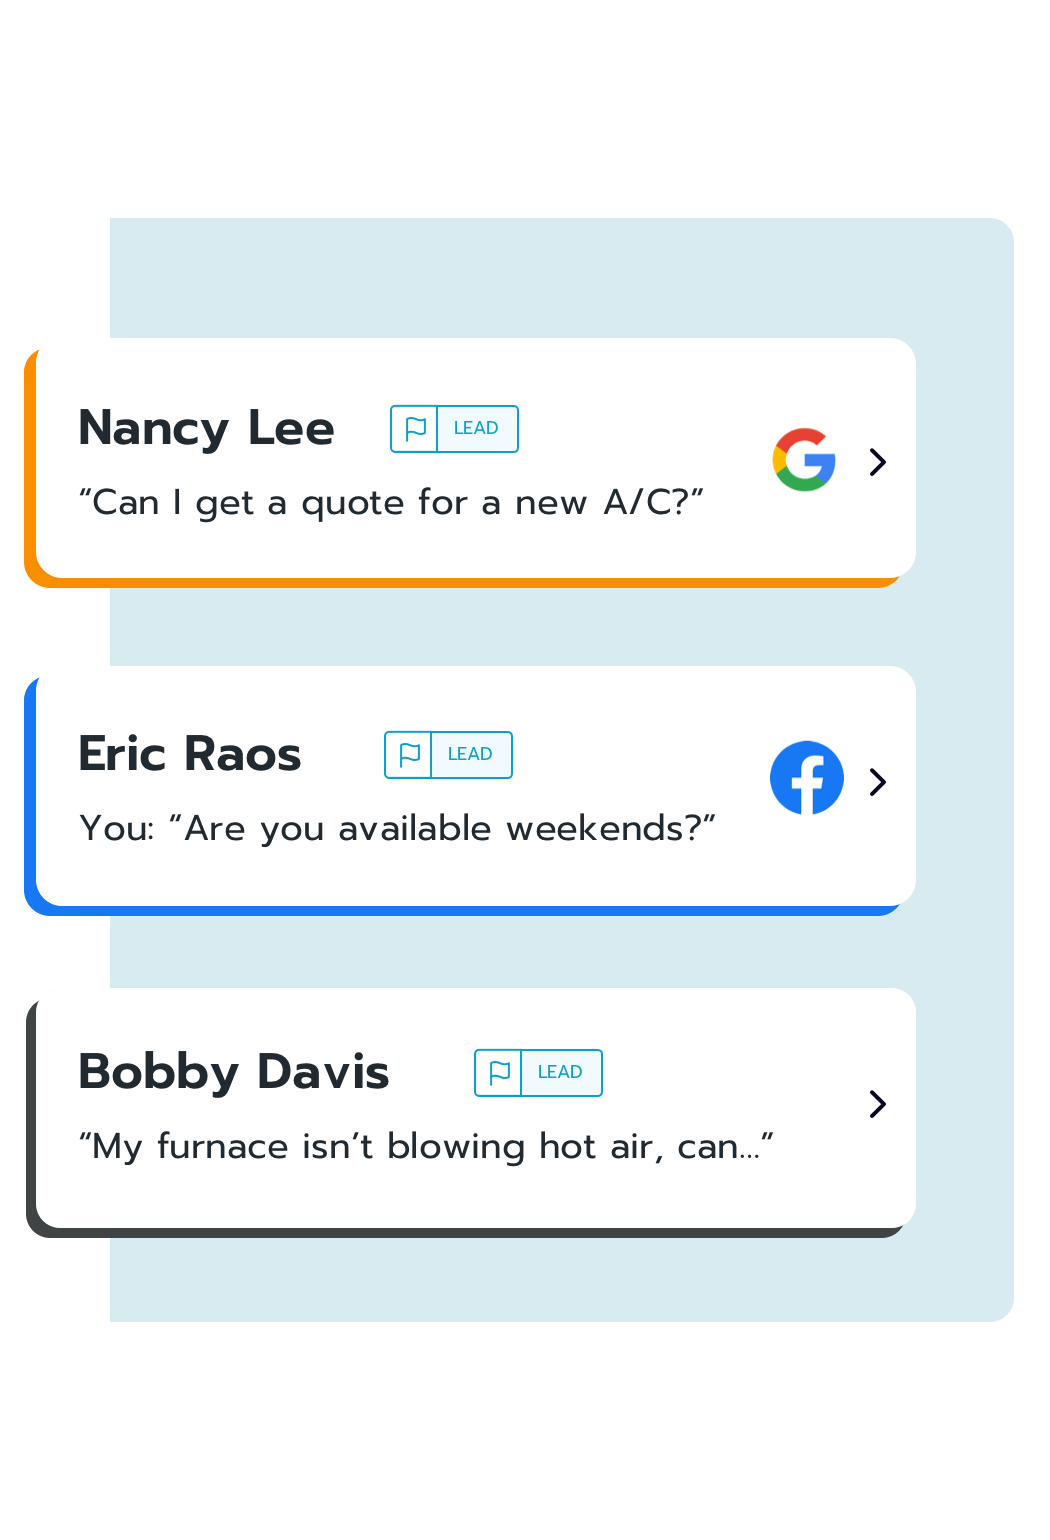 Nancy Lee LEAD
“Can I get a quote for a new A/C?”
Eric Raos LEAD
You: “Are you available weekends?”
Bobby Davis LEAD
“My furnace isn’t blowing hot air, can...”